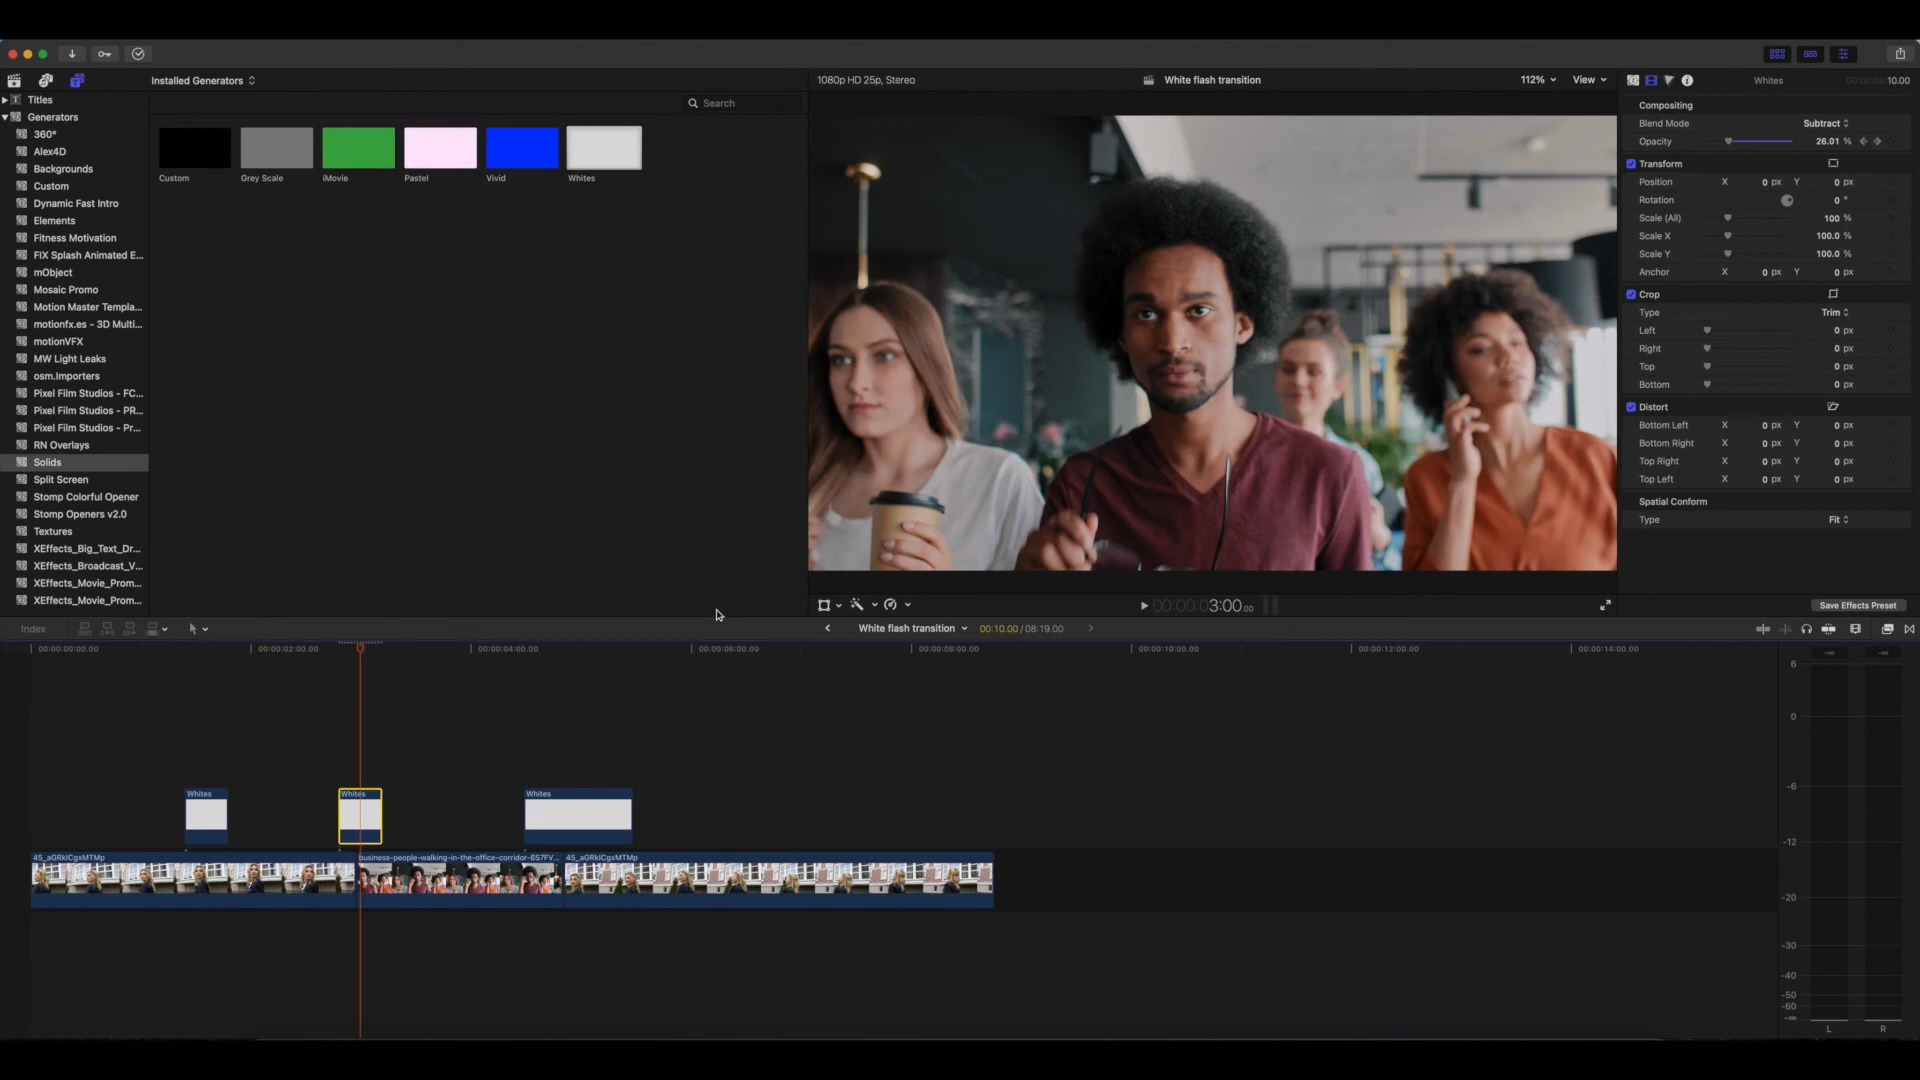 Installed Generators
1080p HD 25p, Stereo
White flash transition
112%
View
Whites
10.00
Search
Titles
Generators
360°
Alex4D
Backgrounds
Custom
Dynamic Fast Intro
Elements
Fitness Motivation
FIX Splash Animated E...
mObject
Mosaic Promo
Motion Master Templa...
motionfx.es - 3D Multi...
motionVFX
MW Light Leaks
osm.Importers
Pixel Film Studios - FC...
Pixel Film Studios - PR...
Pixel Film Studios - Pr...
RN Overlays
Solids
Split Screen
Stomp Colorful Opener
Stomp Openers v2.0
Textures
XEffects_Big_Text_Dr...
XEffects_Broadcast_V...
XEffects_Movie_Prom...
XEffects_Movie_Prom...
Custom
Grey Scale
iMovie
Pastel
Vivid
Whites
Compositing
Blend Mode Subtract
Opacity 26.01 %
Transform
Position X 0 px Y 0 px
Rotation 0 °
Scale (All) 100 %
Scale X 100.0 %
Scale Y 100.0 %
Anchor X 0 px Y 0 px
Crop
Type Trim
Left 0 px
Right 0 px
Top 0 px
Bottom 0 px
Distort
Bottom Left X 0 px Y 0 px
Bottom Right X 0 px Y 0 px
Top Right X 0 px Y 0 px
Top Left X 0 px Y 0 px
Spatial Conform
Type Fit
Save Effects Preset
00:00:03:00.00
Index
White flash transition
00:10.00 / 08:19.00
00:00:00:00.00
00:00:02:00.00
00:00:04:00.00
00:00:06:00.00
00:00:08:00.00
00:00:10:00.00
00:00:12:00.00
00:00:14:00.00
Whites
Whites
Whites
45_aGRkICgxMTMp
business-people-walking-in-the-office-corridor-6S7FV...
45_aGRkICgxMTMp
-∞ -∞
6
0
-6
-12
-20
-30
-40
-50
-60
-∞
L R